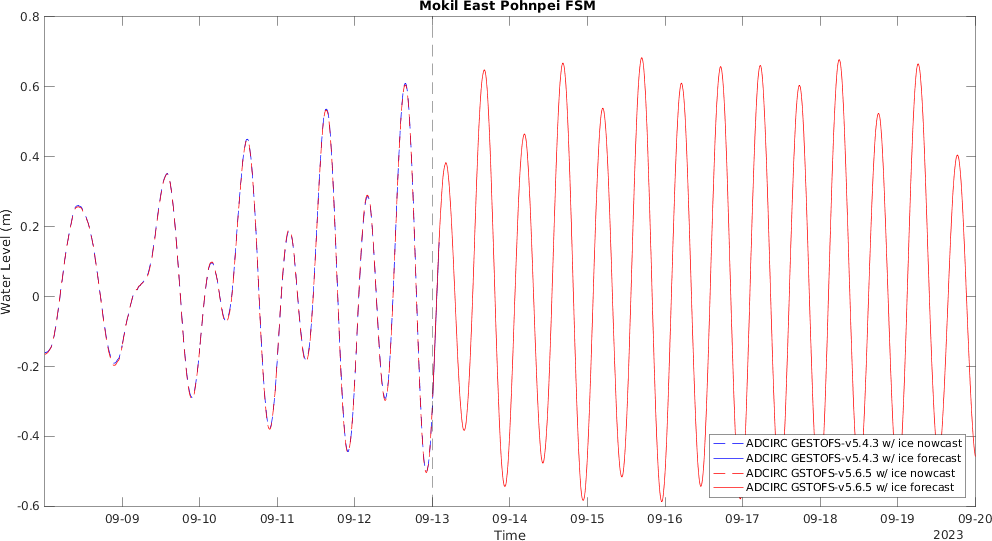 Mokil East Pohnpei FSM
0.8
0.6
0.4
0.2
0
-0.2
-0.4
-0.6
Water Level (m)
ADCIRC GESTOFS-v5.4.3 w/ ice nowcast
ADCIRC GESTOFS-v5.4.3 w/ ice forecast
ADCIRC GSTOFS-v5.6.5 w/ ice nowcast
ADCIRC GSTOFS-v5.6.5 w/ ice forecast
09-09 09-10 09-11 09-12 09-13 09-14 09-15 09-16 09-17 09-18 09-19 09-20
Time
2023